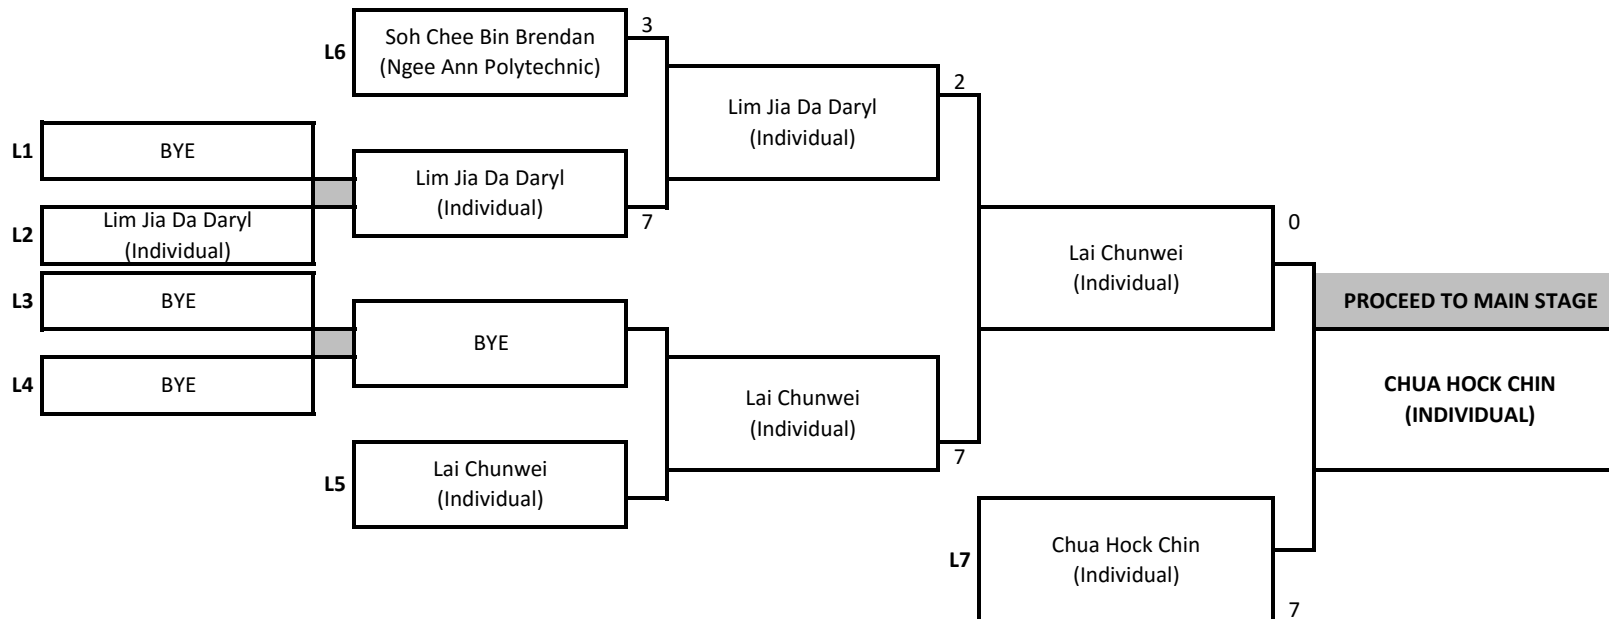 L6
Soh Chee Bin Brendan
(Ngee Ann Polytechnic)
3
L1
BYE
L2
Lim Jia Da Daryl
(Individual)
Lim Jia Da Daryl
(Individual)
7
Lim Jia Da Daryl
(Individual)
2
L3
BYE
L4
BYE
BYE
L5
Lai Chunwei
(Individual)
Lai Chunwei
(Individual)
7
Lai Chunwei
(Individual)
0
L7
Chua Hock Chin
(Individual)
7
PROCEED TO MAIN STAGE
CHUA HOCK CHIN
(INDIVIDUAL)